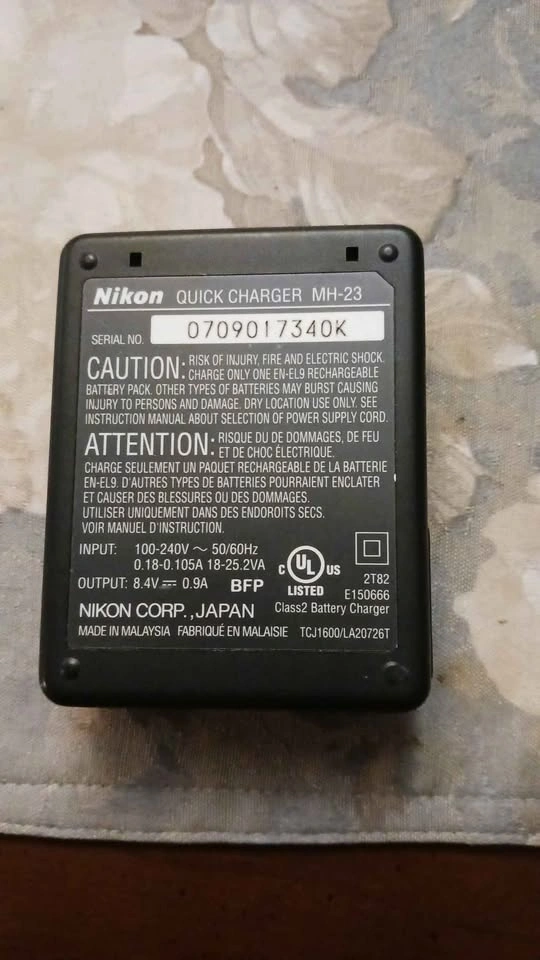 Nikon QUICK CHARGER MH-23
SERIAL NO. 0709017340K
CAUTION: RISK OF INJURY, FIRE AND ELECTRIC SHOCK.
CHARGE ONLY ONE EN-EL9 RECHARGEABLE
BATTERY PACK. OTHER TYPES OF BATTERIES MAY BURST CAUSING
INJURY TO PERSONS AND DAMAGE. DRY LOCATION USE ONLY. SEE
INSTRUCTION MANUAL ABOUT SELECTION OF POWER SUPPLY CORD.
ATTENTION: RISQUE DU DE DOMMAGES, DE FEU
ET DE CHOC ÉLECTRIQUE.
CHARGE SEULEMENT UN PAQUET RECHARGEABLE DE LA BATTERIE
EN-EL9. D'AUTRES TYPES DE BATTERIES POURRAIENT ENCLATER
ET CAUSER DES BLESSURES OU DES DOMMAGES.
UTILISER UNIQUEMENT DANS DES ENDOROITS SECS.
VOIR MANUEL D'INSTRUCTION.
INPUT: 100-240V ~ 50/60Hz
0.18-0.105A 18-25.2VA
OUTPUT: 8.4V ⎓ 0.9A BFP
C UL US
LISTED
2T82
E150666
Class2 Battery Charger
NIKON CORP.,JAPAN
MADE IN MALAYSIA FABRIQUÉ EN MALAISIE TCJ1600/LA20726T